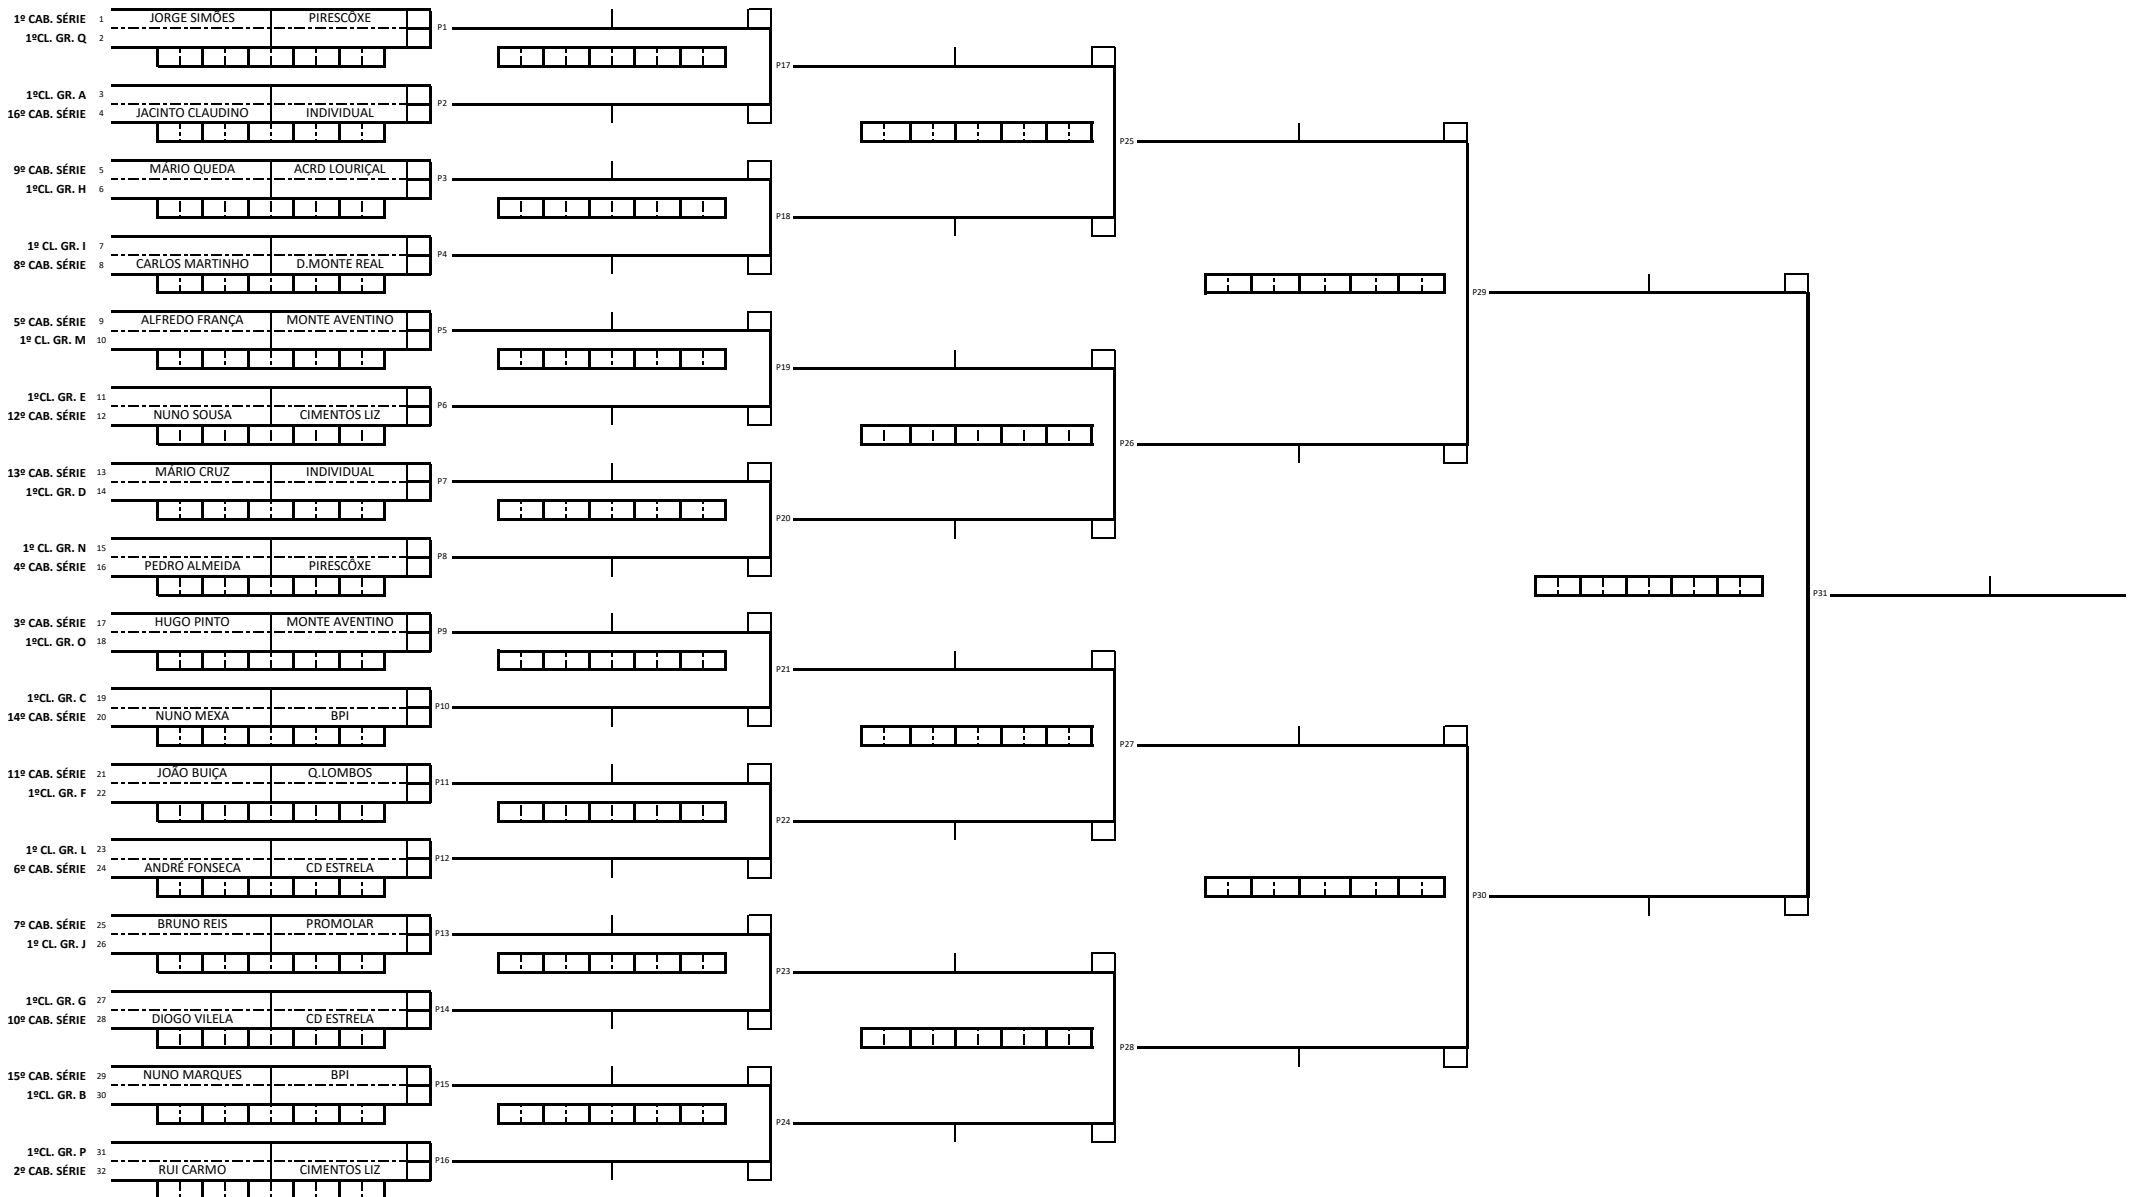 1º CAB. SÉRIE 1 JORGE SIMÕES PIRESCÔXE P1
1ºCL. GR. Q 2
P17
1ºCL. GR. A 3 P2
16º CAB. SÉRIE 4 JACINTO CLAUDINO INDIVIDUAL
P25
9º CAB. SÉRIE 5 MÁRIO QUEDA ACRD LOURIÇAL P3
1ºCL. GR. H 6
P18
1º CL. GR. I 7 P4
8º CAB. SÉRIE 8 CARLOS MARTINHO D.MONTE REAL
P29
5º CAB. SÉRIE 9 ALFREDO FRANÇA MONTE AVENTINO P5
1º CL. GR. M 10
P19
1ºCL. GR. E 11 P6
12º CAB. SÉRIE 12 NUNO SOUSA CIMENTOS LIZ
P26
13º CAB. SÉRIE 13 MÁRIO CRUZ INDIVIDUAL P7
1ºCL. GR. D 14
P20
1º CL. GR. N 15 P8
4º CAB. SÉRIE 16 PEDRO ALMEIDA PIRESCÔXE
P31
3º CAB. SÉRIE 17 HUGO PINTO MONTE AVENTINO P9
1ºCL. GR. O 18
P21
1ºCL. GR. C 19 P10
14º CAB. SÉRIE 20 NUNO MEXA BPI
P27
11º CAB. SÉRIE 21 JOÃO BUIÇA Q.LOMBOS P11
1ºCL. GR. F 22
P22
1º CL. GR. L 23 P12
6º CAB. SÉRIE 24 ANDRÉ FONSECA CD ESTRELA
P30
7º CAB. SÉRIE 25 BRUNO REIS PROMOLAR P13
1º CL. GR. J 26
P23
1ºCL. GR. G 27 P14
10º CAB. SÉRIE 28 DIOGO VILELA CD ESTRELA
P28
15º CAB. SÉRIE 29 NUNO MARQUES BPI P15
1ºCL. GR. B 30
P24
1ºCL. GR. P 31 P16
2º CAB. SÉRIE 32 RUI CARMO CIMENTOS LIZ